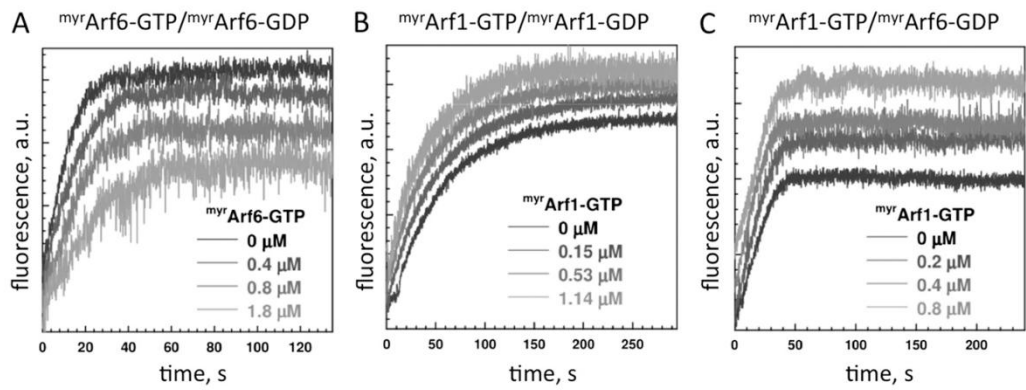 A
ᵐʸʳArf6-GTP/ᵐʸʳArf6-GDP
fluorescence, a.u.
ᵐʸʳArf6-GTP
0 μM
0.4 μM
0.8 μM
1.8 μM
0 20 40 60 80 100 120
time, s
B
ᵐʸʳArf1-GTP/ᵐʸʳArf1-GDP
fluorescence, a.u.
ᵐʸʳArf1-GTP
0 μM
0.15 μM
0.53 μM
1.14 μM
0 50 100 150 200 250
time, s
C
ᵐʸʳArf1-GTP/ᵐʸʳArf6-GDP
fluorescence, a.u.
ᵐʸʳArf1-GTP
0 μM
0.2 μM
0.4 μM
0.8 μM
0 50 100 150 200
time, s